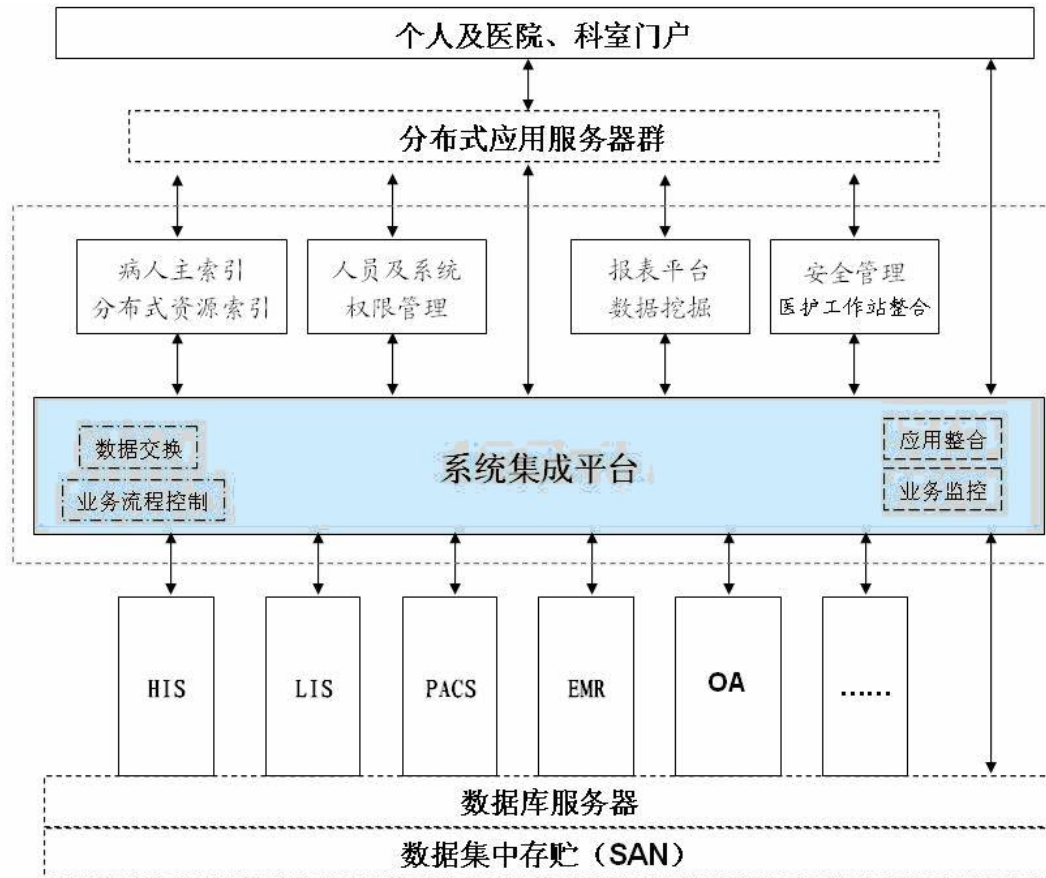 个人及医院、科室门户
分布式应用服务器群
病人主索引
分布式资源索引
人员及系统
权限管理
报表平台
数据挖掘
安全管理
医护工作站整合
数据交换
业务流程控制
系统集成平台
应用整合
业务监控
HIS
LIS
PACS
EMR
OA
……
数据库服务器
数据集中存贮（SAN）